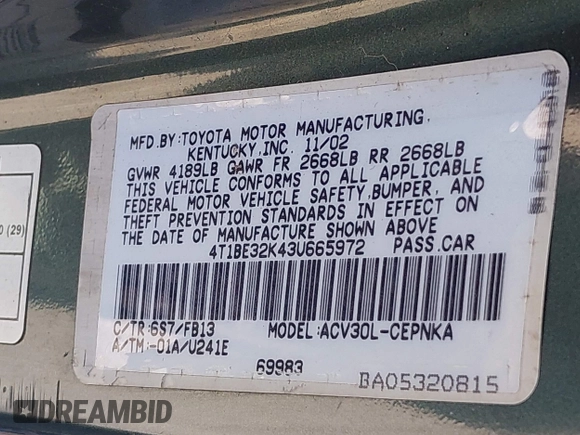 MFD.BY:TOYOTA MOTOR MANUFACTURING,
KENTUCKY,INC. 11/02
GVWR 4189LB GAWR FR 2668LB RR 2668LB
THIS VEHICLE CONFORMS TO ALL APPLICABLE
FEDERAL MOTOR VEHICLE SAFETY,BUMPER, AND
THEFT PREVENTION STANDARDS IN EFFECT ON
THE DATE OF MANUFACTURE SHOWN ABOVE
4T1BE32K43U665972 PASS.CAR
C/TR:6S7/FB13 MODEL:ACV30L-CEPNKA
A/TM:-01A/U241E
69983
BA05320815
0 (29)
DREAMBID